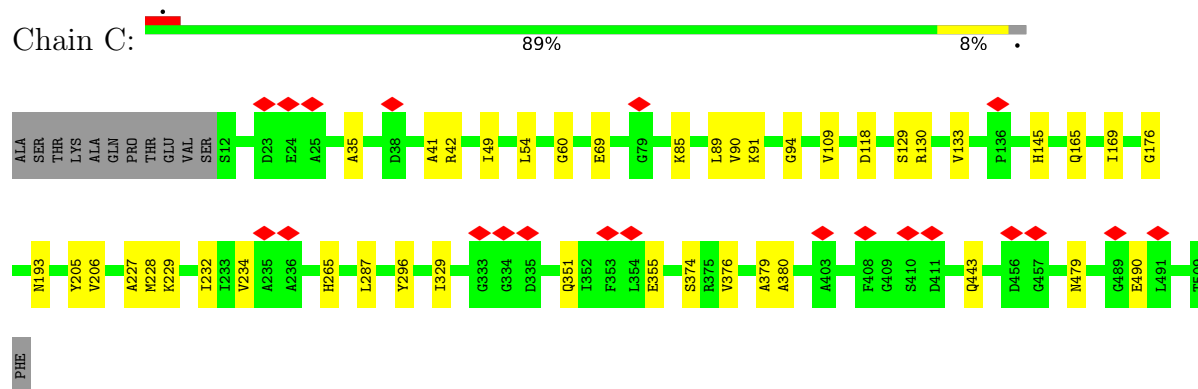 Chain C:
89% 8%
ALA SER THR LYS ALA GLN PRO THR GLU VAL SER S12 D23 E24 A25 A35 D38 A41 R42 I49 L54 G60 E69 G79 K85 L89 V90 K91 G94 V109 D118 S129 R130 V133 P136 H145 Q165 I169 G176
N193 Y205 V206 A227 M228 K229 I232 I233 V234 A235 A236 H265 L287 Y296 I329 G333 G334 D335 Q351 I352 F353 L354 E355 S374 R375 V376 A379 A380 A403 F408 G409 S410 D411 Q443 D456 G457 N479 G489 E490 L491
PHE